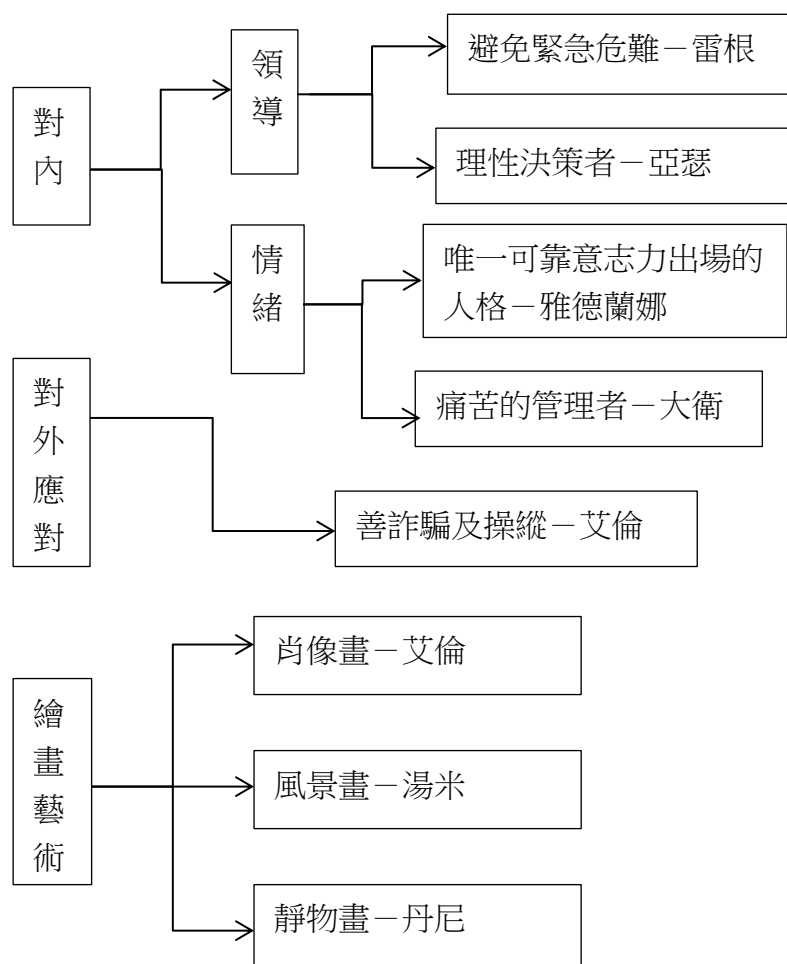 對內
領導
避免緊急危難－雷根
理性決策者－亞瑟
情緒
唯一可靠意志力出場的
人格－雅德蘭娜
痛苦的管理者－大衛
對外應對
善詐騙及操縱－艾倫
繪畫藝術
肖像畫－艾倫
風景畫－湯米
靜物畫－丹尼